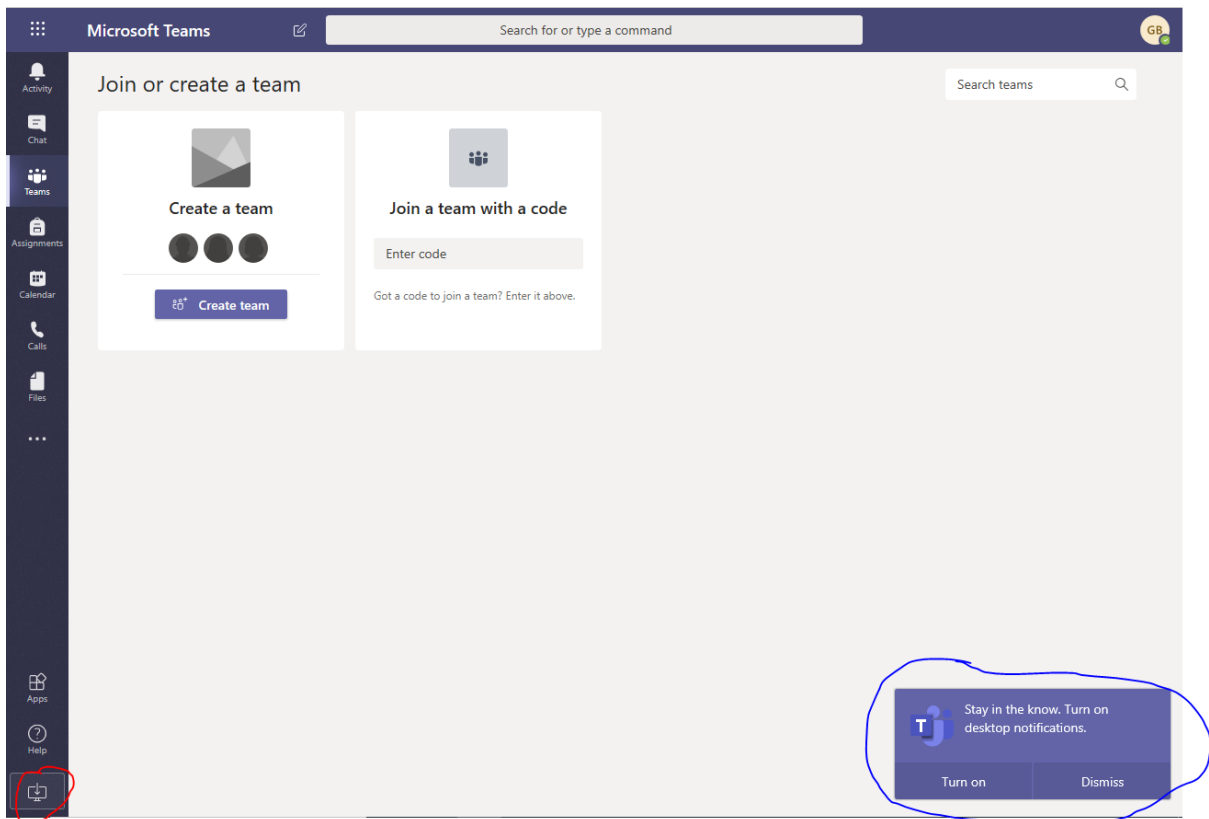 Microsoft Teams
Search for or type a command
GB
Activity
Chat
Teams
Assignments
Calendar
Calls
Files
Apps
Help
Join or create a team
Search teams
Create a team
Create team
Join a team with a code
Enter code
Got a code to join a team? Enter it above.
T
Stay in the know. Turn on
desktop notifications.
Turn on
Dismiss